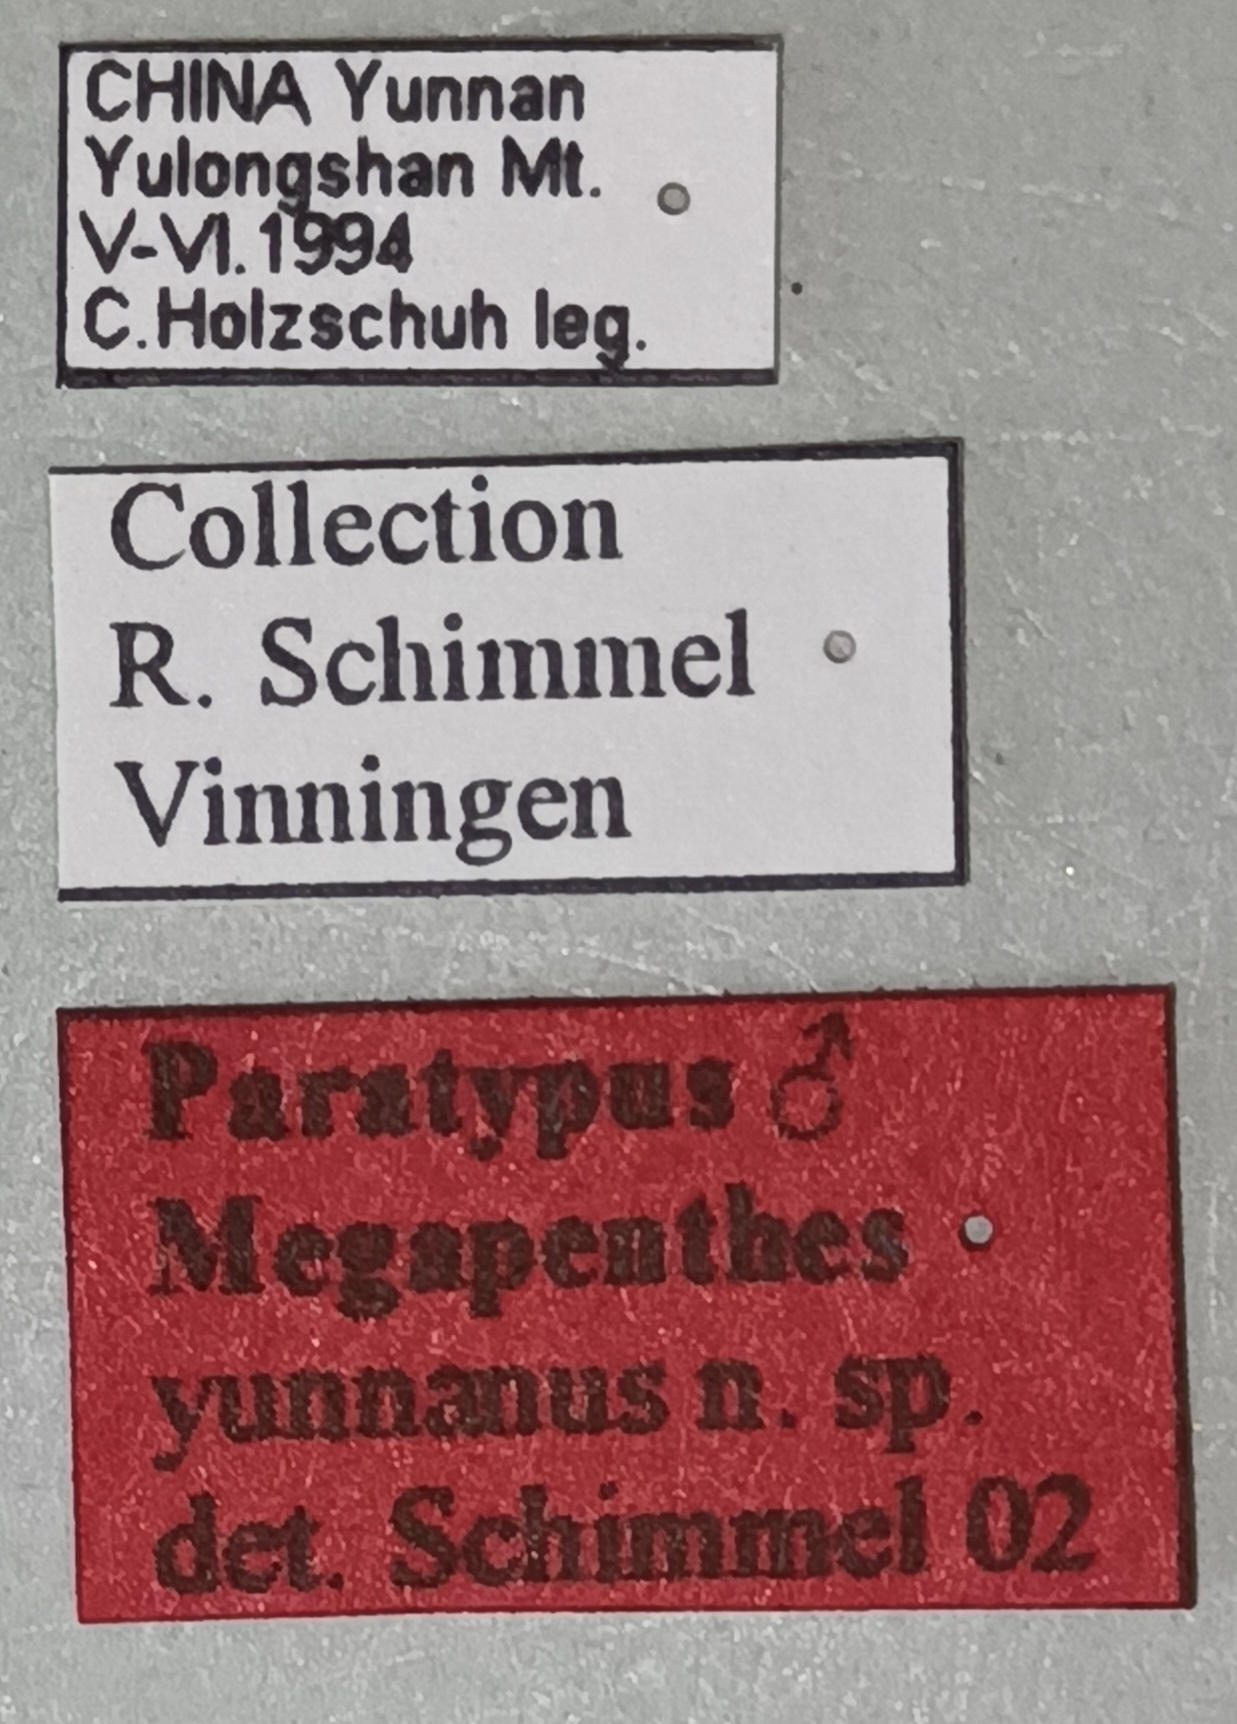 CHINA Yunnan
Yulongshan Mt.
V-VI.1994
C.Holzschuh leg.
Collection
R. Schimmel
Vinningen
Paratypus ♂
Megapenthes
yunnanus n. sp.
det. Schimmel 02